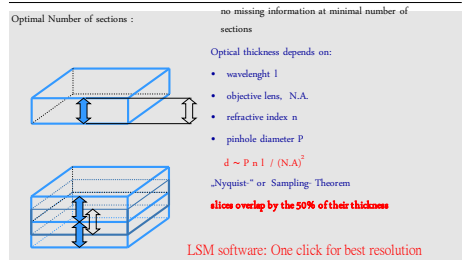 no missing information at minimal number of
sections
Optimal Number of sections :
Optical thickness depends on:
• wavelenght l
• objective lens, N.A.
• refractive index n
• pinhole diameter P
d ~ P n l / (N.A)²
„Nyquist-“ or Sampling- Theorem
slices overlap by the 50% of their thickness
LSM software: One click for best resolution